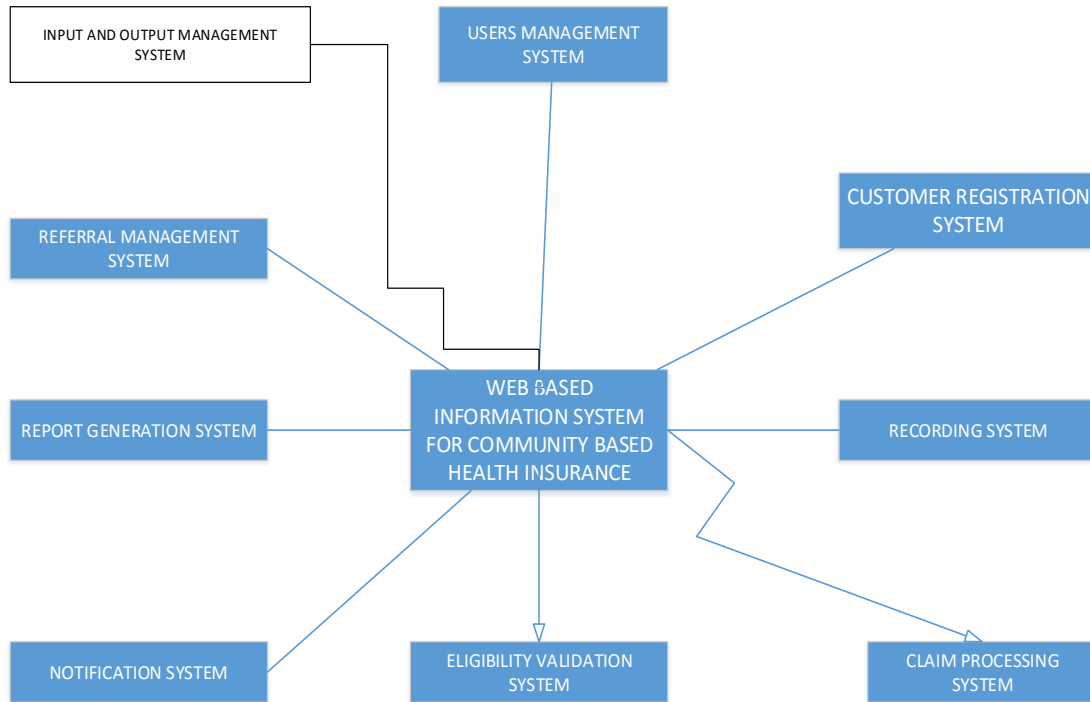 INPUT AND OUTPUT MANAGEMENT
SYSTEM
USERS MANAGEMENT
SYSTEM
CUSTOMER REGISTRATION
SYSTEM
REFERRAL MANAGEMENT
SYSTEM
WEB BASED
INFORMATION SYSTEM
FOR COMMUNITY BASED
HEALTH INSURANCE
REPORT GENERATION SYSTEM
RECORDING SYSTEM
NOTIFICATION SYSTEM
ELIGIBILITY VALIDATION
SYSTEM
CLAIM PROCESSING
SYSTEM